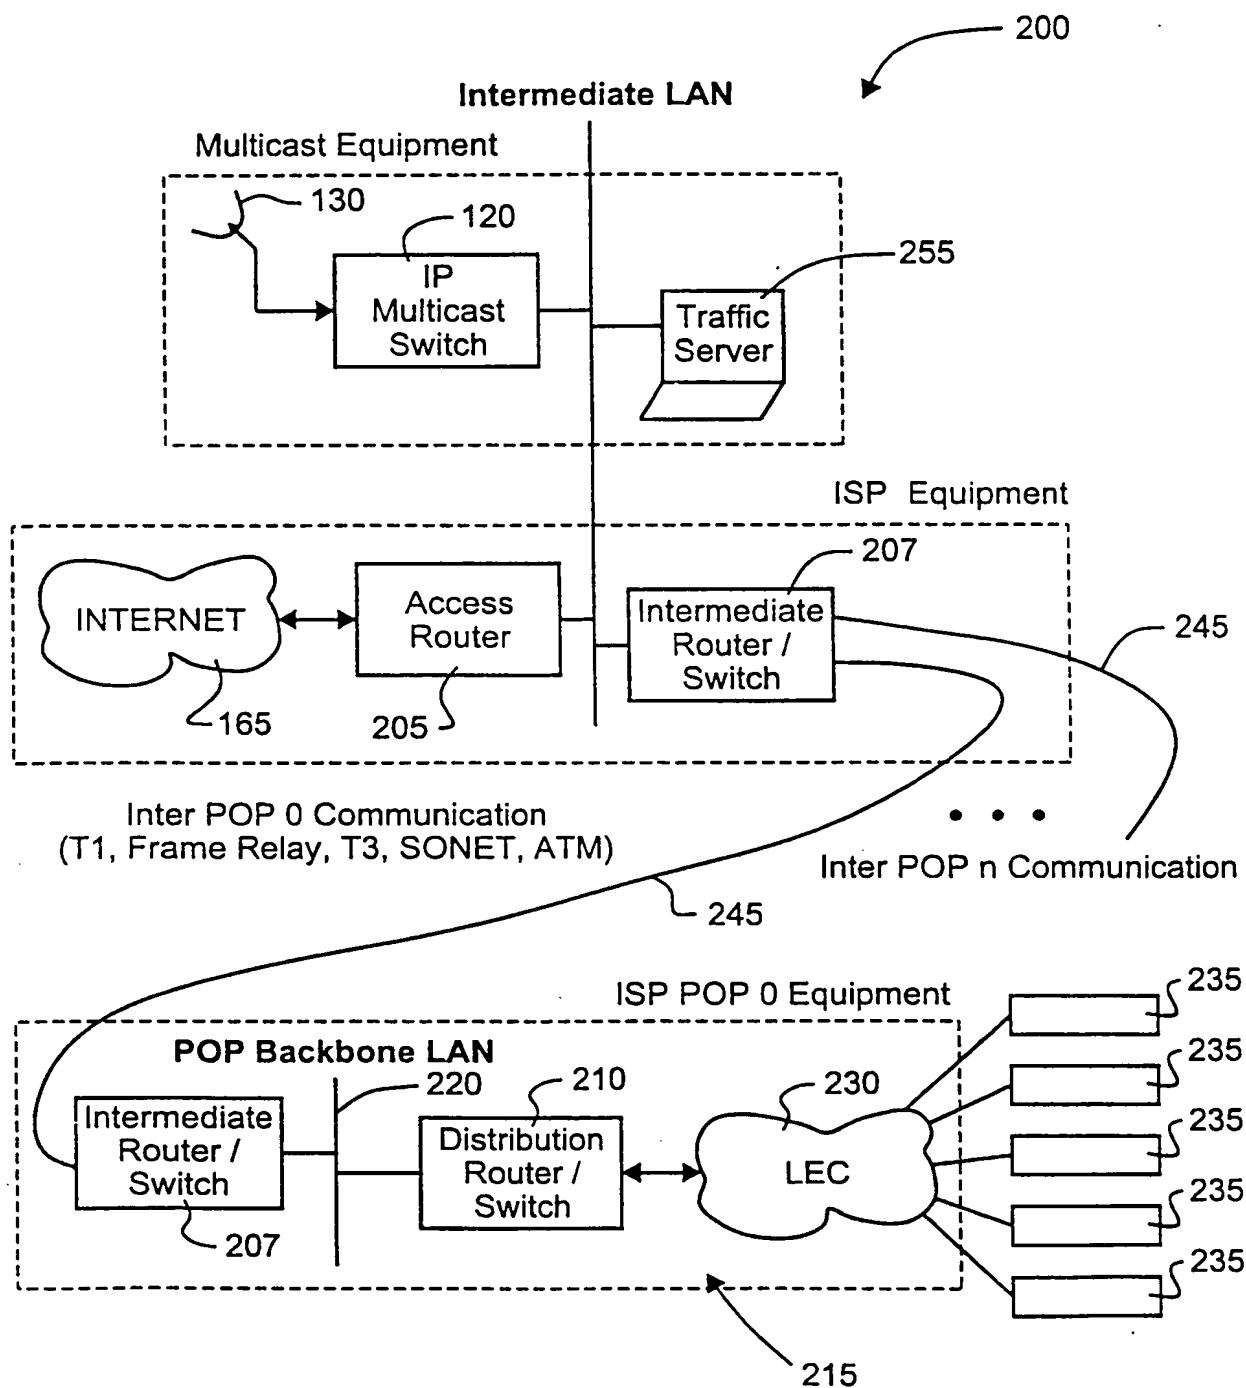 200
Intermediate LAN
Multicast Equipment
130
120
IP
Multicast
Switch
255
Traffic
Server
ISP Equipment
207
INTERNET
Access
Router
Intermediate
Router /
Switch
245
165
205
Inter POP 0 Communication
(T1, Frame Relay, T3, SONET, ATM)
• • •
Inter POP n Communication
245
ISP POP 0 Equipment
235
POP Backbone LAN
220
210
230
235
Intermediate
Router /
Switch
Distribution
Router /
Switch
LEC
235
235
207
235
215